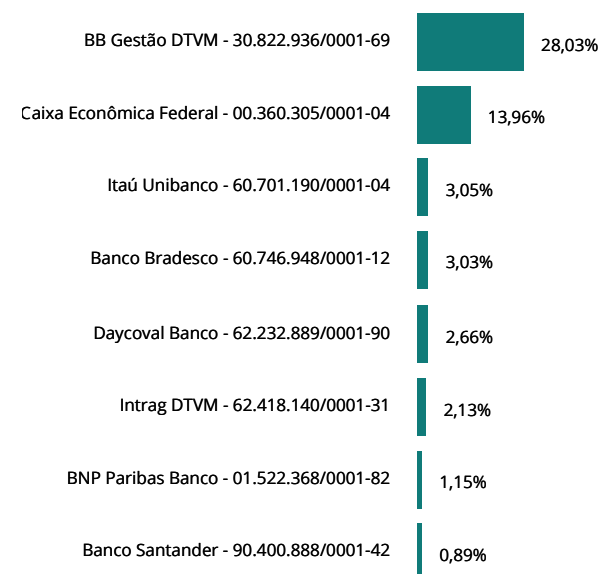 BB Gestão DTVM - 30.822.936/0001-69 28,03%
Caixa Econômica Federal - 00.360.305/0001-04 13,96%
Itaú Unibanco - 60.701.190/0001-04 3,05%
Banco Bradesco - 60.746.948/0001-12 3,03%
Daycoval Banco - 62.232.889/0001-90 2,66%
Intrag DTVM - 62.418.140/0001-31 2,13%
BNP Paribas Banco - 01.522.368/0001-82 1,15%
Banco Santander - 90.400.888/0001-42 0,89%